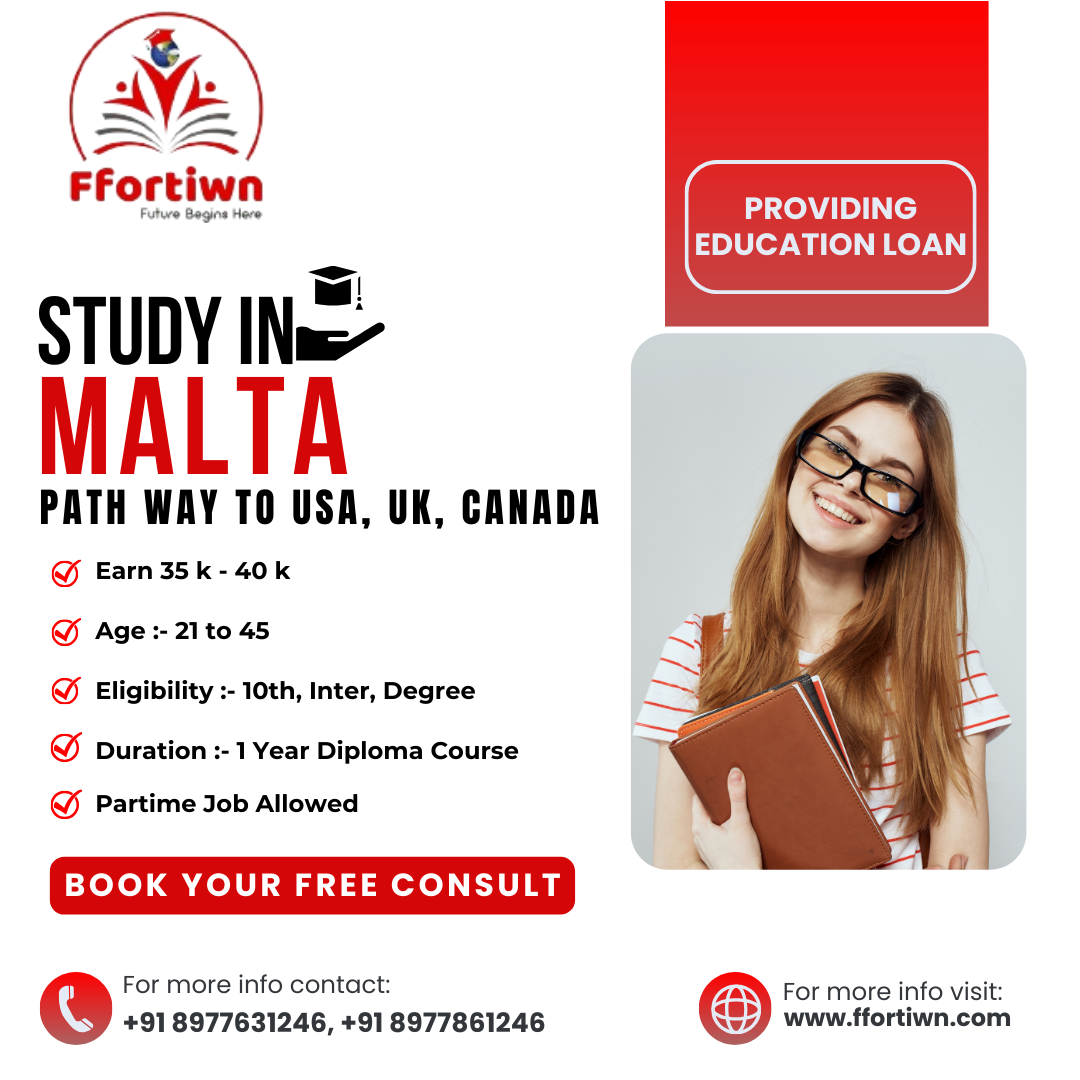 Ffortiwn
Future Begins Here
PROVIDING
EDUCATION LOAN
STUDY IN
MALTA
PATH WAY TO USA, UK, CANADA
Earn 35 k - 40 k
Age :- 21 to 45
Eligibility :- 10th, Inter, Degree
Duration :- 1 Year Diploma Course
Partime Job Allowed
BOOK YOUR FREE CONSULT
For more info contact:
+91 8977631246, +91 8977861246
For more info visit:
www.ffortiwn.com